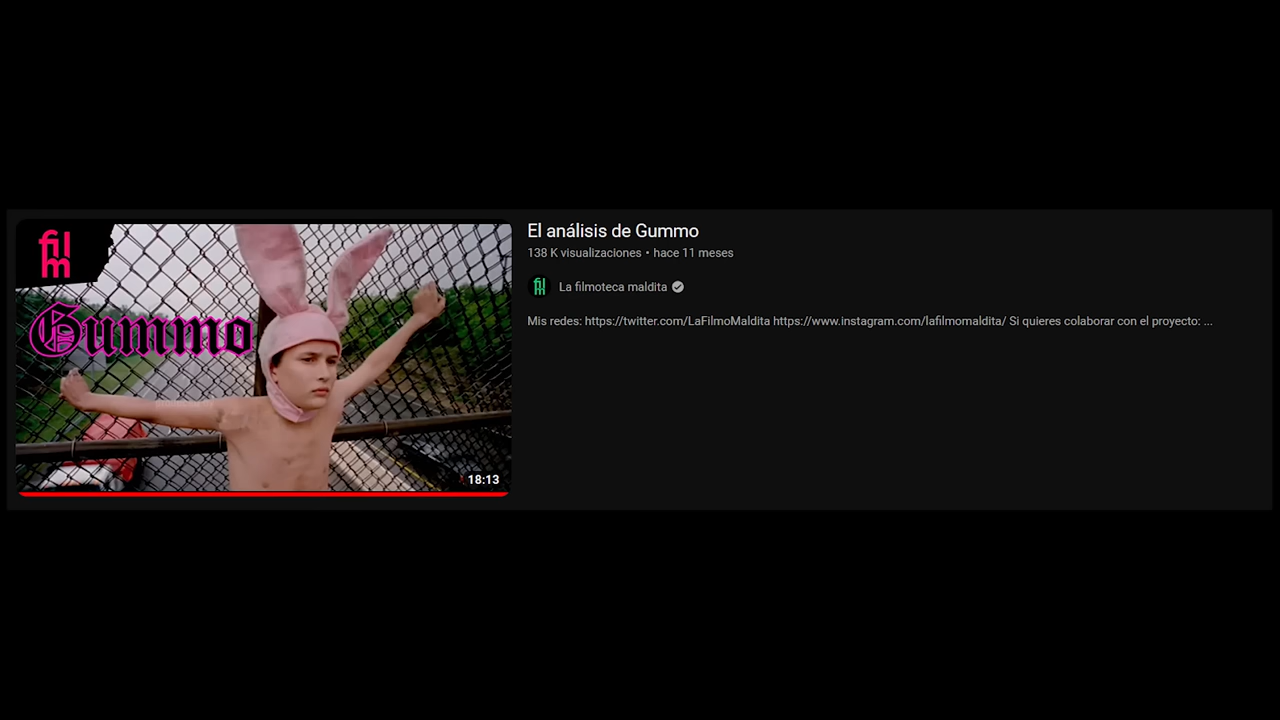 film
Gummo
18:13
El análisis de Gummo
138 K visualizaciones • hace 11 meses
film
La filmoteca maldita
Mis redes: https://twitter.com/LaFilmoMaldita https://www.instagram.com/lafilmomaldita/ Si quieres colaborar con el proyecto: ...